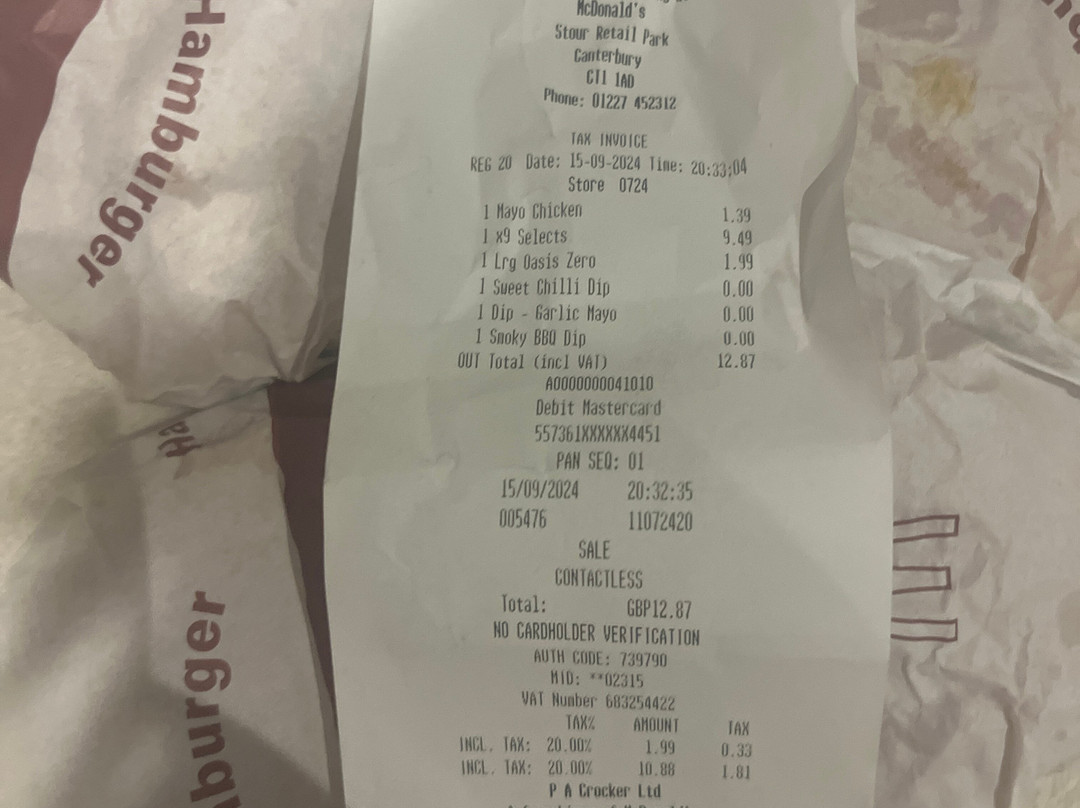 Hamburger
Ha
burger
McDonald's
Stour Retail Park
Canterbury
CT1 1AD
Phone: 01227 452312
TAX INVOICE
REG 20 Date: 15-09-2024 Time: 20:33:04
Store 0724
1 Mayo Chicken 1.39
1 x9 Selects 9.49
1 Lrg Oasis Zero 1.99
1 Sweet Chilli Dip 0.00
1 Dip - Garlic Mayo 0.00
1 Smoky BBQ Dip 0.00
OUT Total (incl VAT) 12.87
A0000000041010
Debit Mastercard
557361XXXXXX4451
PAN SEQ: 01
15/09/2024 20:32:35
005476 11072420
SALE
CONTACTLESS
Total: GBP12.87
NO CARDHOLDER VERIFICATION
AUTH CODE: 739790
MID: **02315
VAT Number 683254422
TAX% AMOUNT TAX
INCL. TAX: 20.00% 1.99 0.33
INCL. TAX: 20.00% 10.88 1.81
P A Crocker Ltd